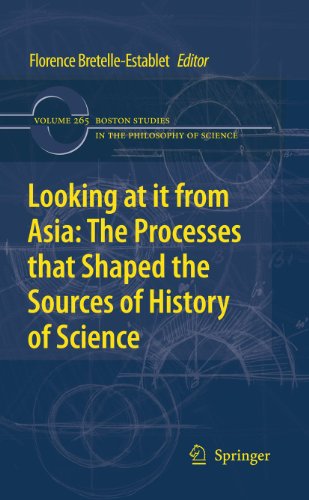 Florence Bretelle-Establet Editor
VOLUME 265 BOSTON STUDIES
IN THE PHILOSOPHY OF SCIENCE
Looking at it from
Asia: The Processes
that Shaped the
Sources of History
of Science
Springer